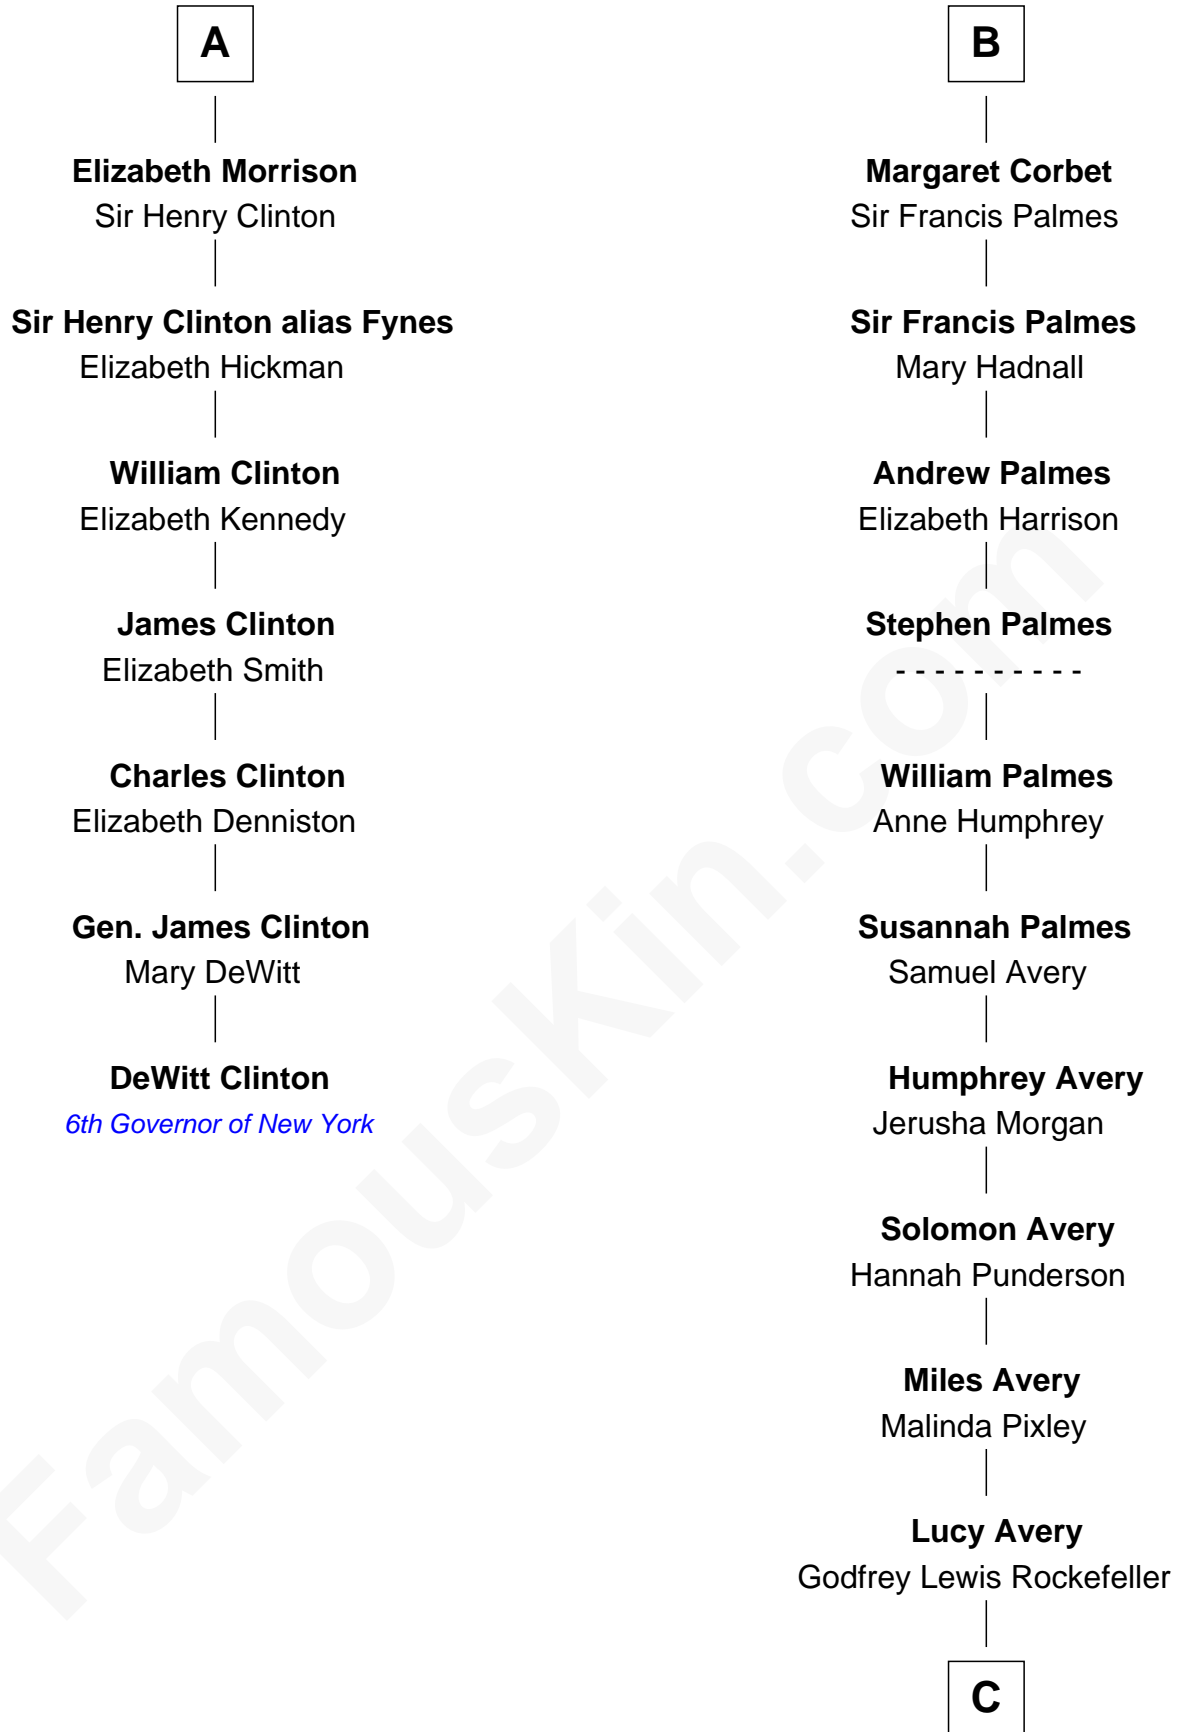 A
Elizabeth Morrison
Sir Henry Clinton
Sir Henry Clinton alias Fynes
Elizabeth Hickman
William Clinton
Elizabeth Kennedy
James Clinton
Elizabeth Smith
Charles Clinton
Elizabeth Denniston
Gen. James Clinton
Mary DeWitt
DeWitt Clinton
6th Governor of New York
B
Margaret Corbet
Sir Francis Palmes
Sir Francis Palmes
Mary Hadnall
Andrew Palmes
Elizabeth Harrison
Stephen Palmes
- - - - - - - - - -
William Palmes
Anne Humphrey
Susannah Palmes
Samuel Avery
Humphrey Avery
Jerusha Morgan
Solomon Avery
Hannah Punderson
Miles Avery
Malinda Pixley
Lucy Avery
Godfrey Lewis Rockefeller
C
FamousKin.com